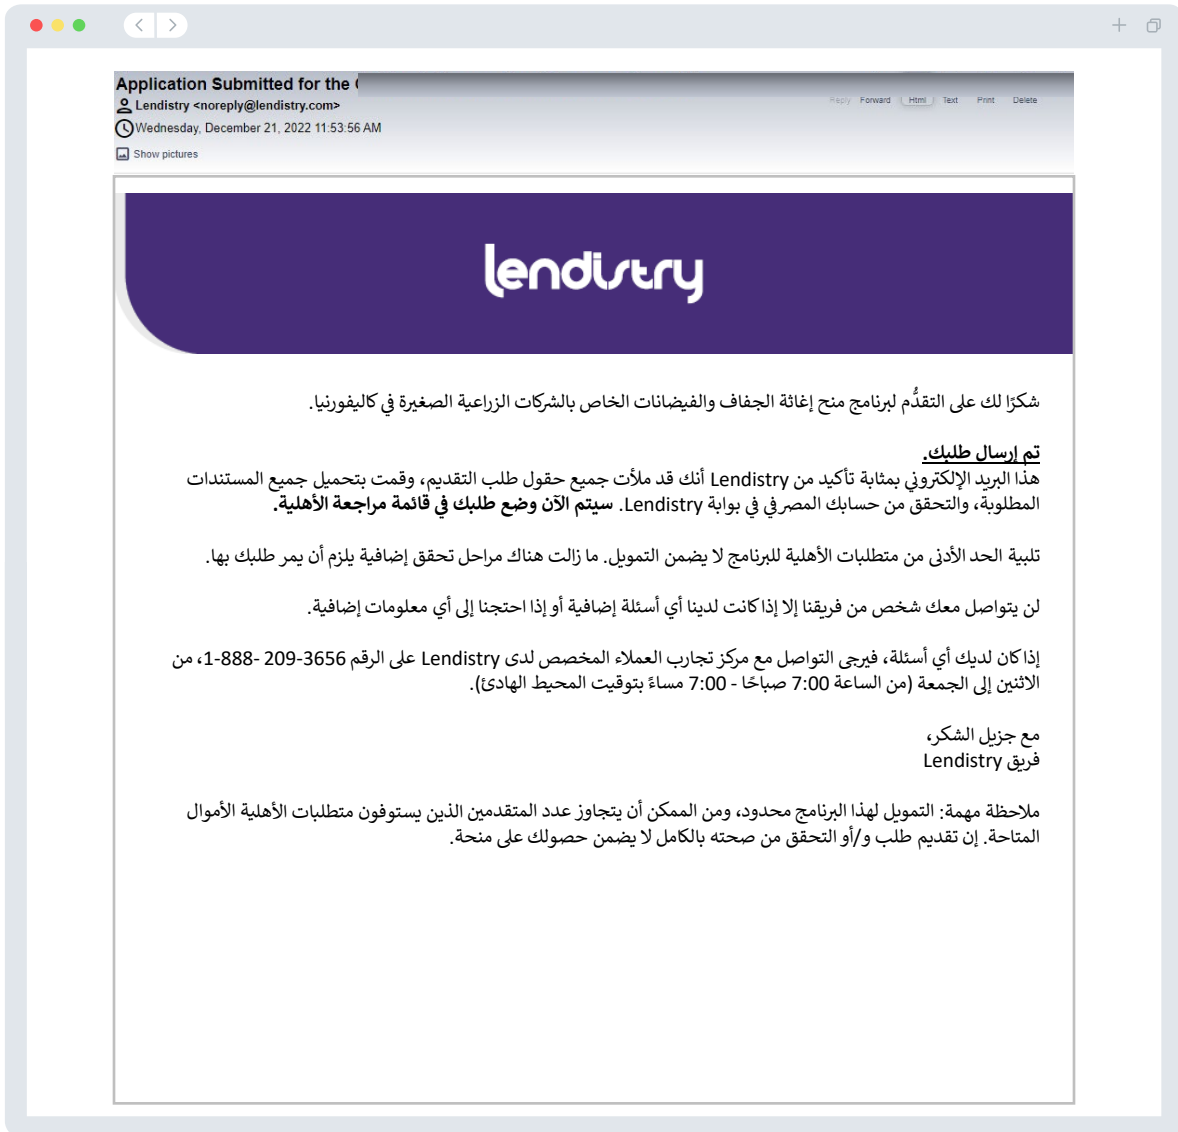 Application Submitted for the
Lendistry <noreply@lendistry.com>
Reply Forward Html Text Print Delete
Wednesday, December 21, 2022 11:53:56 AM
Show pictures
lendistry
شكرًا لك على التقدُّم لبرنامج منح إغاثة الجفاف والفيضانات الخاص بالشركات الزراعية الصغيرة في كاليفورنيا.
تم إرسال طلبك.
هذا البريد الإلكتروني بمثابة تأكيد من Lendistry أنك قد ملأت جميع حقول طلب التقديم، وقمت بتحميل جميع المستندات
المطلوبة، والتحقق من حسابك المصرفي في بوابة Lendistry. سيتم الآن وضع طلبك في قائمة مراجعة الأهلية.
تلبية الحد الأدنى من متطلبات الأهلية للبرنامج لا يضمن التمويل. ما زالت هناك مراحل تحقق إضافية يلزم أن يمر طلبك بها.
لن يتواصل معك شخص من فريقنا إلا إذا كانت لدينا أي أسئلة إضافية أو إذا احتجنا إلى أي معلومات إضافية.
إذا كان لديك أي أسئلة، فيرجى التواصل مع مركز تجارب العملاء المخصص لدى Lendistry على الرقم 1-888- 209-3656، من
الاثنين إلى الجمعة (من الساعة 7:00 صباحًا - 7:00 مساءً بتوقيت المحيط الهادئ).
مع جزيل الشكر،
فريق Lendistry
ملاحظة مهمة: التمويل لهذا البرنامج محدود، ومن الممكن أن يتجاوز عدد المتقدمين الذين يستوفون متطلبات الأهلية الأموال
المتاحة. إن تقديم طلب و/أو التحقق من صحته بالكامل لا يضمن حصولك على منحة.